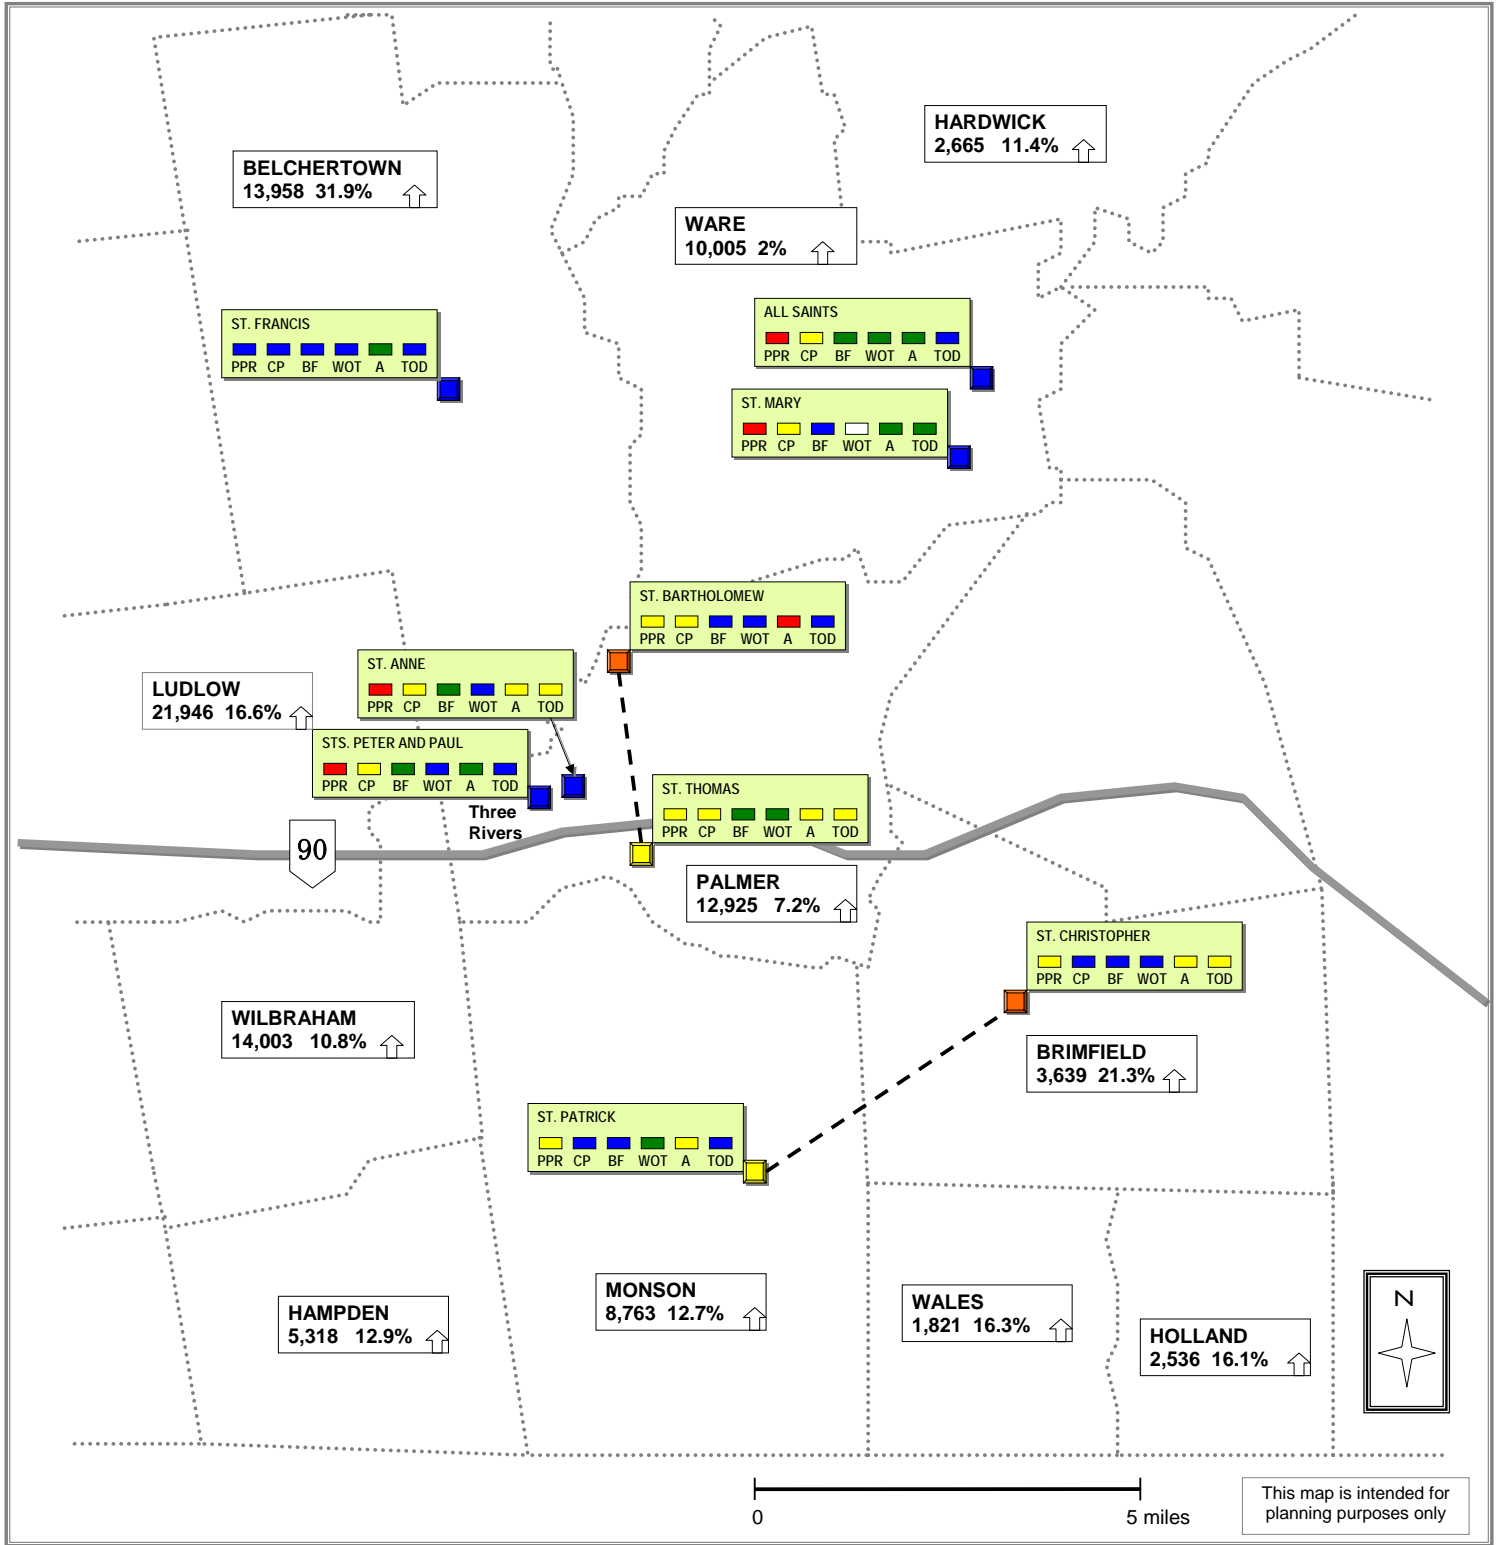 HARDWICK
2,665 11.4%
BELCHERTOWN
13,958 31.9%
WARE
10,005 2%
ST. FRANCIS
PPR CP BF WOT A TOD
ALL SAINTS
PPR CP BF WOT A TOD
ST. MARY
PPR CP BF WOT A TOD
ST. BARTHOLOMEW
PPR CP BF WOT A TOD
ST. ANNE
PPR CP BF WOT A TOD
LUDLOW
21,946 16.6%
STS. PETER AND PAUL
PPR CP BF WOT A TOD
Three
Rivers
ST. THOMAS
PPR CP BF WOT A TOD
90
PALMER
12,925 7.2%
ST. CHRISTOPHER
PPR CP BF WOT A TOD
WILBRAHAM
14,003 10.8%
BRIMFIELD
3,639 21.3%
ST. PATRICK
PPR CP BF WOT A TOD
MONSON
8,763 12.7%
HAMPDEN
5,318 12.9%
WALES
1,821 16.3%
HOLLAND
2,536 16.1%
N
0 5 miles
This map is intended for
planning purposes only